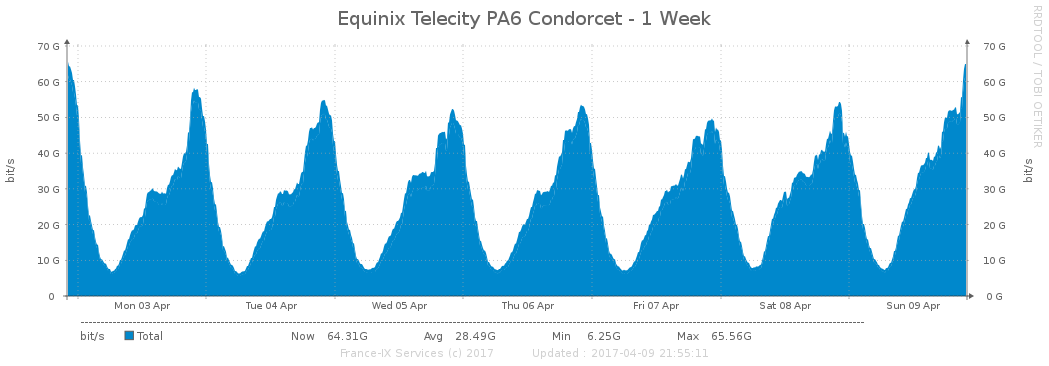 Equinix Telecity PA6 Condorcet - 1 Week
RRDTOOL / TOBI OETIKER
bit/s
70 G
60 G
50 G
40 G
30 G
20 G
10 G
0
70 G
60 G
50 G
40 G
30 G
20 G
10 G
0 G
bit/s
Mon 03 Apr Tue 04 Apr Wed 05 Apr Thu 06 Apr Fri 07 Apr Sat 08 Apr Sun 09 Apr
bit/s Total Now 64.31G Avg 28.49G Min 6.25G Max 65.56G
France-IX Services (c) 2017 Updated : 2017-04-09 21:55:11